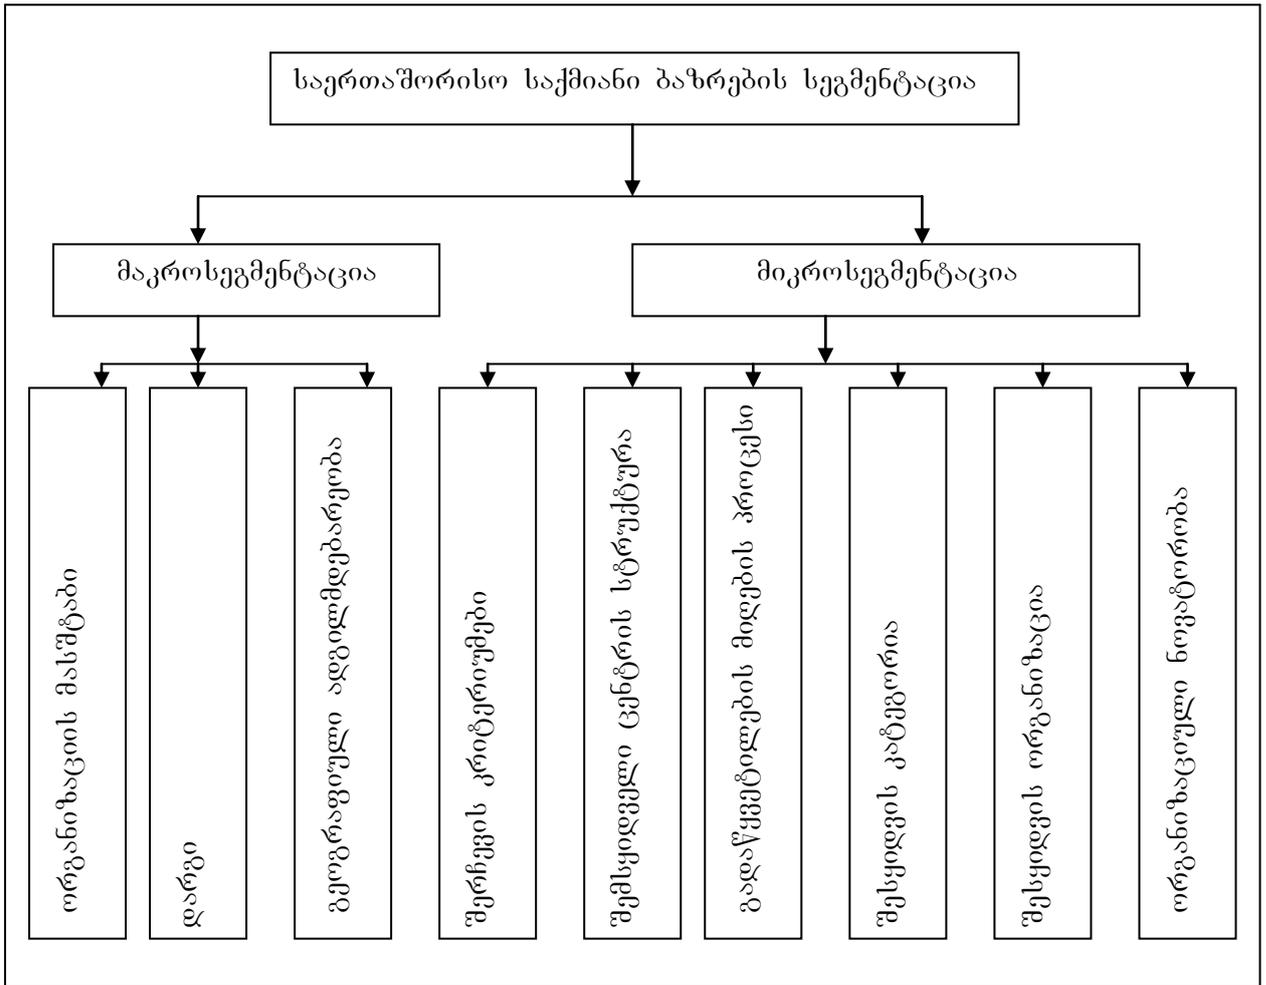 საერთაშორისო საქმიანი ბაზრების სეგმენტაცია
მაკროსეგმენტაცია
მიკროსეგმენტაცია
ორგანიზაციის მასშტაბი
დარგი
გეოგრაფიული ადგილმდებარეობა
შერჩევის კრიტერიუმები
შემსყიდველი ცენტრის სტრუქტურა
გადაწყვეტილების მიღების პროცესი
შესყიდვის კატეგორია
შესყიდვის ორგანიზაცია
ორგანიზაციული ნოვატორობა